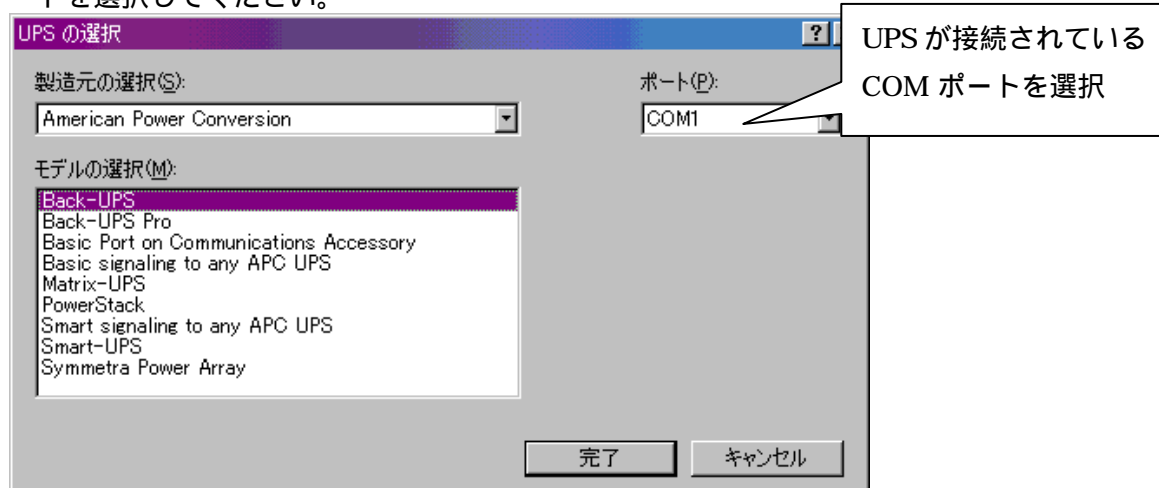 トを選択してください。
UPS の選択
UPS が接続されている
COM ポートを選択
製造元の選択(S):
ポート(P):
American Power Conversion
COM1
モデルの選択(M):
Back-UPS
Back-UPS Pro
Basic Port on Communications Accessory
Basic signaling to any APC UPS
Matrix-UPS
PowerStack
Smart signaling to any APC UPS
Smart-UPS
Symmetra Power Array
完了
キャンセル